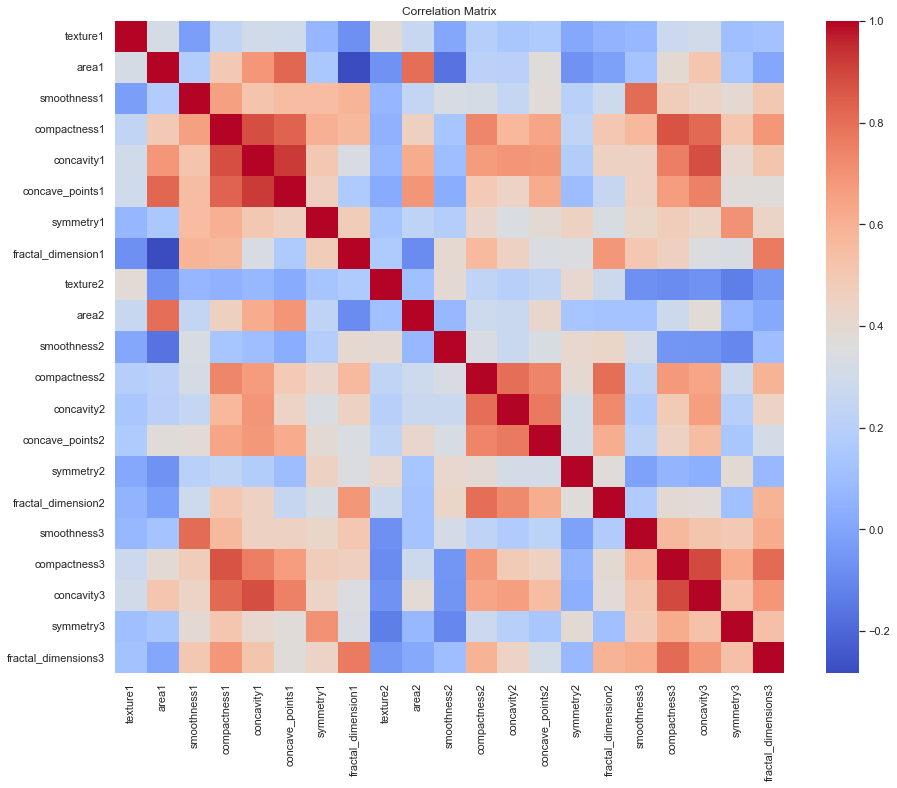 Correlation Matrix
texture1
area1
smoothness1
compactness1
concavity1
concave_points1
symmetry1
fractal_dimension1
texture2
area2
smoothness2
compactness2
concavity2
concave_points2
symmetry2
fractal_dimension2
smoothness3
compactness3
concavity3
symmetry3
fractal_dimensions3
texture1
area1
smoothness1
compactness1
concavity1
concave_points1
symmetry1
fractal_dimension1
texture2
area2
smoothness2
compactness2
concavity2
concave_points2
symmetry2
fractal_dimension2
smoothness3
compactness3
concavity3
symmetry3
fractal_dimensions3
1.0
0.8
0.6
0.4
0.2
0.0
−0.2